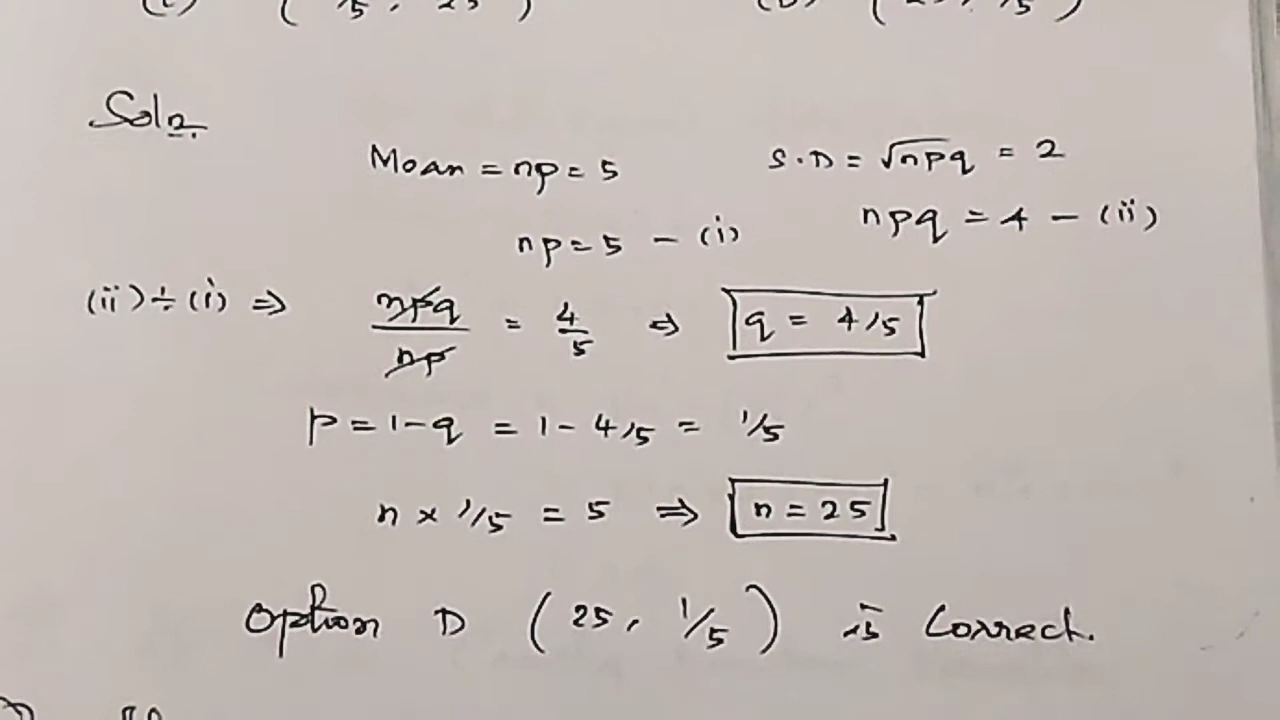 Soln.
Mean = np = 5 S.D = √npq = 2
np = 5 - (i) npq = 4 - (ii)
(ii) ÷ (i) ⇒ npq/np = 4/5 ⇒ q = 4/5
p = 1-q = 1 - 4/5 = 1/5
n × 1/5 = 5 ⇒ n = 25
Option D (25, 1/5) is Correct.